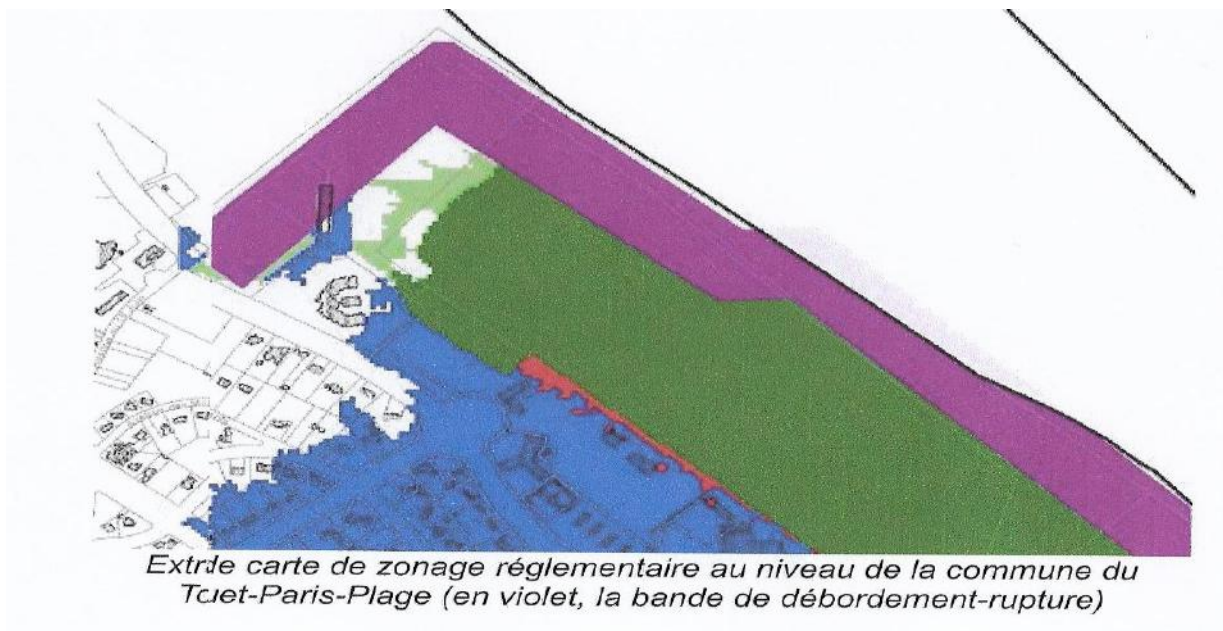 Extrde carte de zonage réglementaire au niveau de la commune du
Touet-Paris-Plage (en violet, la bande de débordement-rupture)